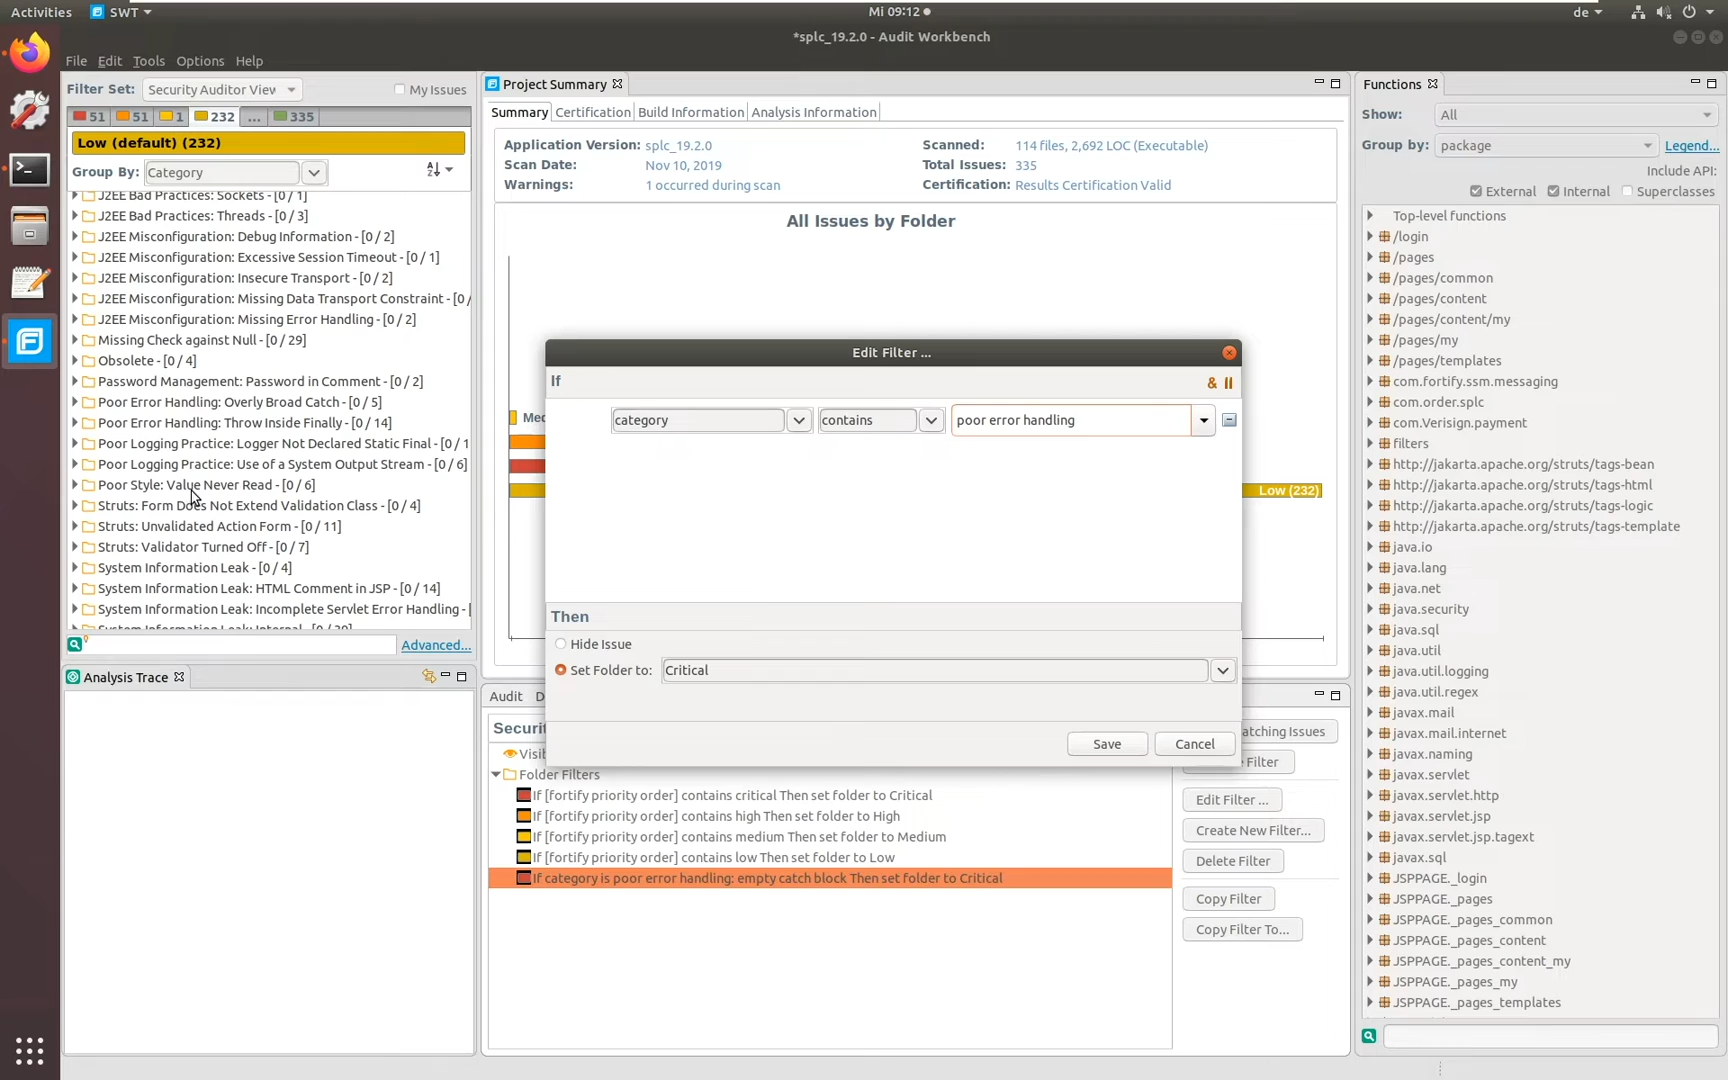 Activities
SWT
Mi 09:12
de
*splc_19.2.0 - Audit Workbench
File Edit Tools Options Help
Filter Set: Security Auditor View
My Issues
51 51 1 232 ... 335
Low (default) (232)
Group By: Category
J2EE Bad Practices: Sockets - [0 / 1]
J2EE Bad Practices: Threads - [0 / 3]
J2EE Misconfiguration: Debug Information - [0 / 2]
J2EE Misconfiguration: Excessive Session Timeout - [0 / 1]
J2EE Misconfiguration: Insecure Transport - [0 / 2]
J2EE Misconfiguration: Missing Data Transport Constraint - [0 /
J2EE Misconfiguration: Missing Error Handling - [0 / 2]
Missing Check against Null - [0 / 29]
Obsolete - [0 / 4]
Password Management: Password in Comment - [0 / 2]
Poor Error Handling: Overly Broad Catch - [0 / 5]
Poor Error Handling: Throw Inside Finally - [0 / 14]
Poor Logging Practice: Logger Not Declared Static Final - [0 / 1
Poor Logging Practice: Use of a System Output Stream - [0 / 6]
Poor Style: Value Never Read - [0 / 6]
Struts: Form Does Not Extend Validation Class - [0 / 4]
Struts: Unvalidated Action Form - [0 / 11]
Struts: Validator Turned Off - [0 / 7]
System Information Leak - [0 / 4]
System Information Leak: HTML Comment in JSP - [0 / 14]
System Information Leak: Incomplete Servlet Error Handling - [
System Information Leak: Internal - [0 / 20]
Advanced...
Analysis Trace
Project Summary
Summary Certification Build Information Analysis Information
Application Version: splc_19.2.0
Scan Date: Nov 10, 2019
Warnings: 1 occurred during scan
Scanned: 114 files, 2,692 LOC (Executable)
Total Issues: 335
Certification: Results Certification Valid
All Issues by Folder
Med
Low (232)
Edit Filter ...
If
&
category contains poor error handling
Then
Hide Issue
Set Folder to: Critical
Save Cancel
Audit D
Securit
Visib
Folder Filters
If [fortify priority order] contains critical Then set folder to Critical
If [fortify priority order] contains high Then set folder to High
If [fortify priority order] contains medium Then set folder to Medium
If [fortify priority order] contains low Then set folder to Low
If category is poor error handling: empty catch block Then set folder to Critical
atching Issues
Filter
Edit Filter ...
Create New Filter...
Delete Filter
Copy Filter
Copy Filter To...
Functions
Show: All
Group by: package
Legend...
Include API:
External Internal Superclasses
Top-level functions
/login
/pages
/pages/common
/pages/content
/pages/content/my
/pages/my
/pages/templates
com.fortify.ssm.messaging
com.order.splc
com.Verisign.payment
filters
http://jakarta.apache.org/struts/tags-bean
http://jakarta.apache.org/struts/tags-html
http://jakarta.apache.org/struts/tags-logic
http://jakarta.apache.org/struts/tags-template
java.io
java.lang
java.net
java.security
java.sql
java.util
java.util.logging
java.util.regex
javax.mail
javax.mail.internet
javax.naming
javax.servlet
javax.servlet.http
javax.servlet.jsp
javax.servlet.jsp.tagext
javax.sql
JSPPAGE._login
JSPPAGE._pages
JSPPAGE._pages_common
JSPPAGE._pages_content
JSPPAGE._pages_content_my
JSPPAGE._pages_my
JSPPAGE._pages_templates